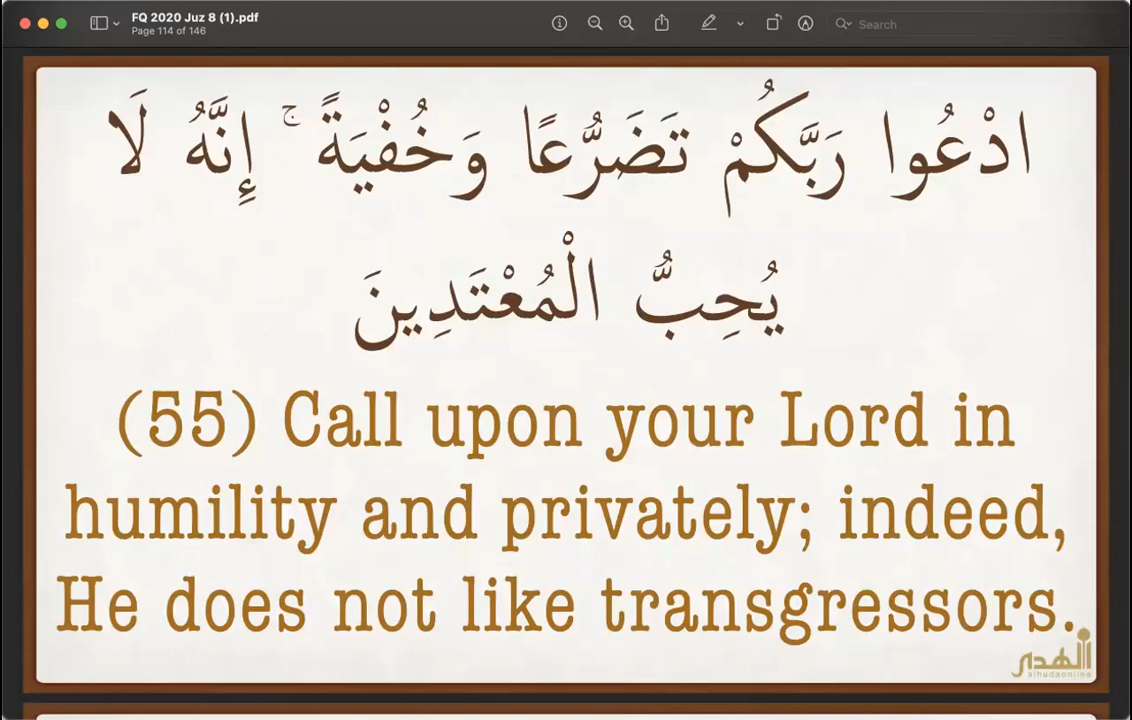 FQ 2020 Juz 8 (1).pdf
Page 114 of 146
Search
ادْعُوا رَبَّكُمْ تَضَرُّعًا وَخُفْيَةً ۚ إِنَّهُ لَا
يُحِبُّ الْمُعْتَدِينَ
(55) Call upon your Lord in
humility and privately; indeed,
He does not like transgressors.
الهدى
alhudaonline